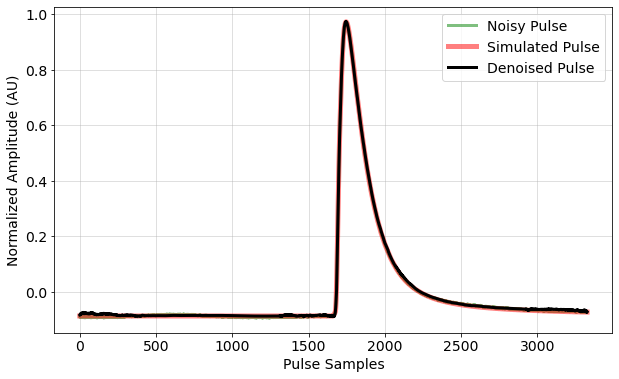 Normalized Amplitude (AU)
1.0
0.8
0.6
0.4
0.2
0.0
Noisy Pulse
Simulated Pulse
Denoised Pulse
0 500 1000 1500 2000 2500 3000
Pulse Samples